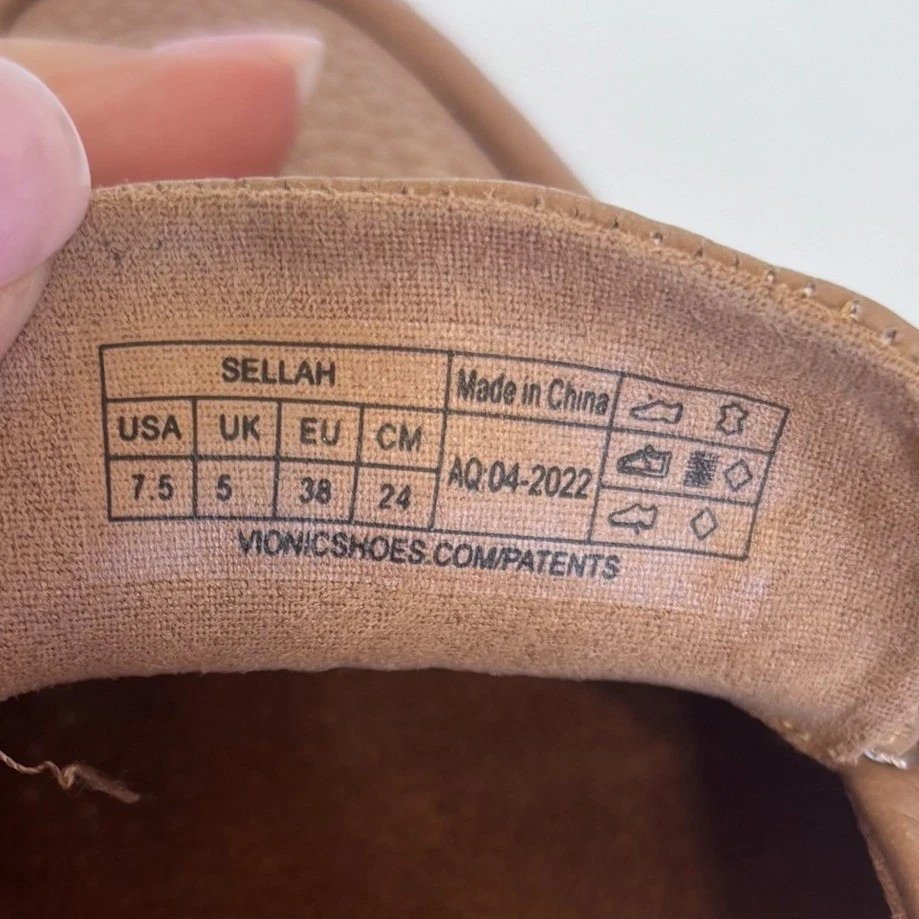 SELLAH
Made in China
USA UK EU CM
7.5 5 38 24
AQ:04-2022
VIONICSHOES.COM/PATENTS